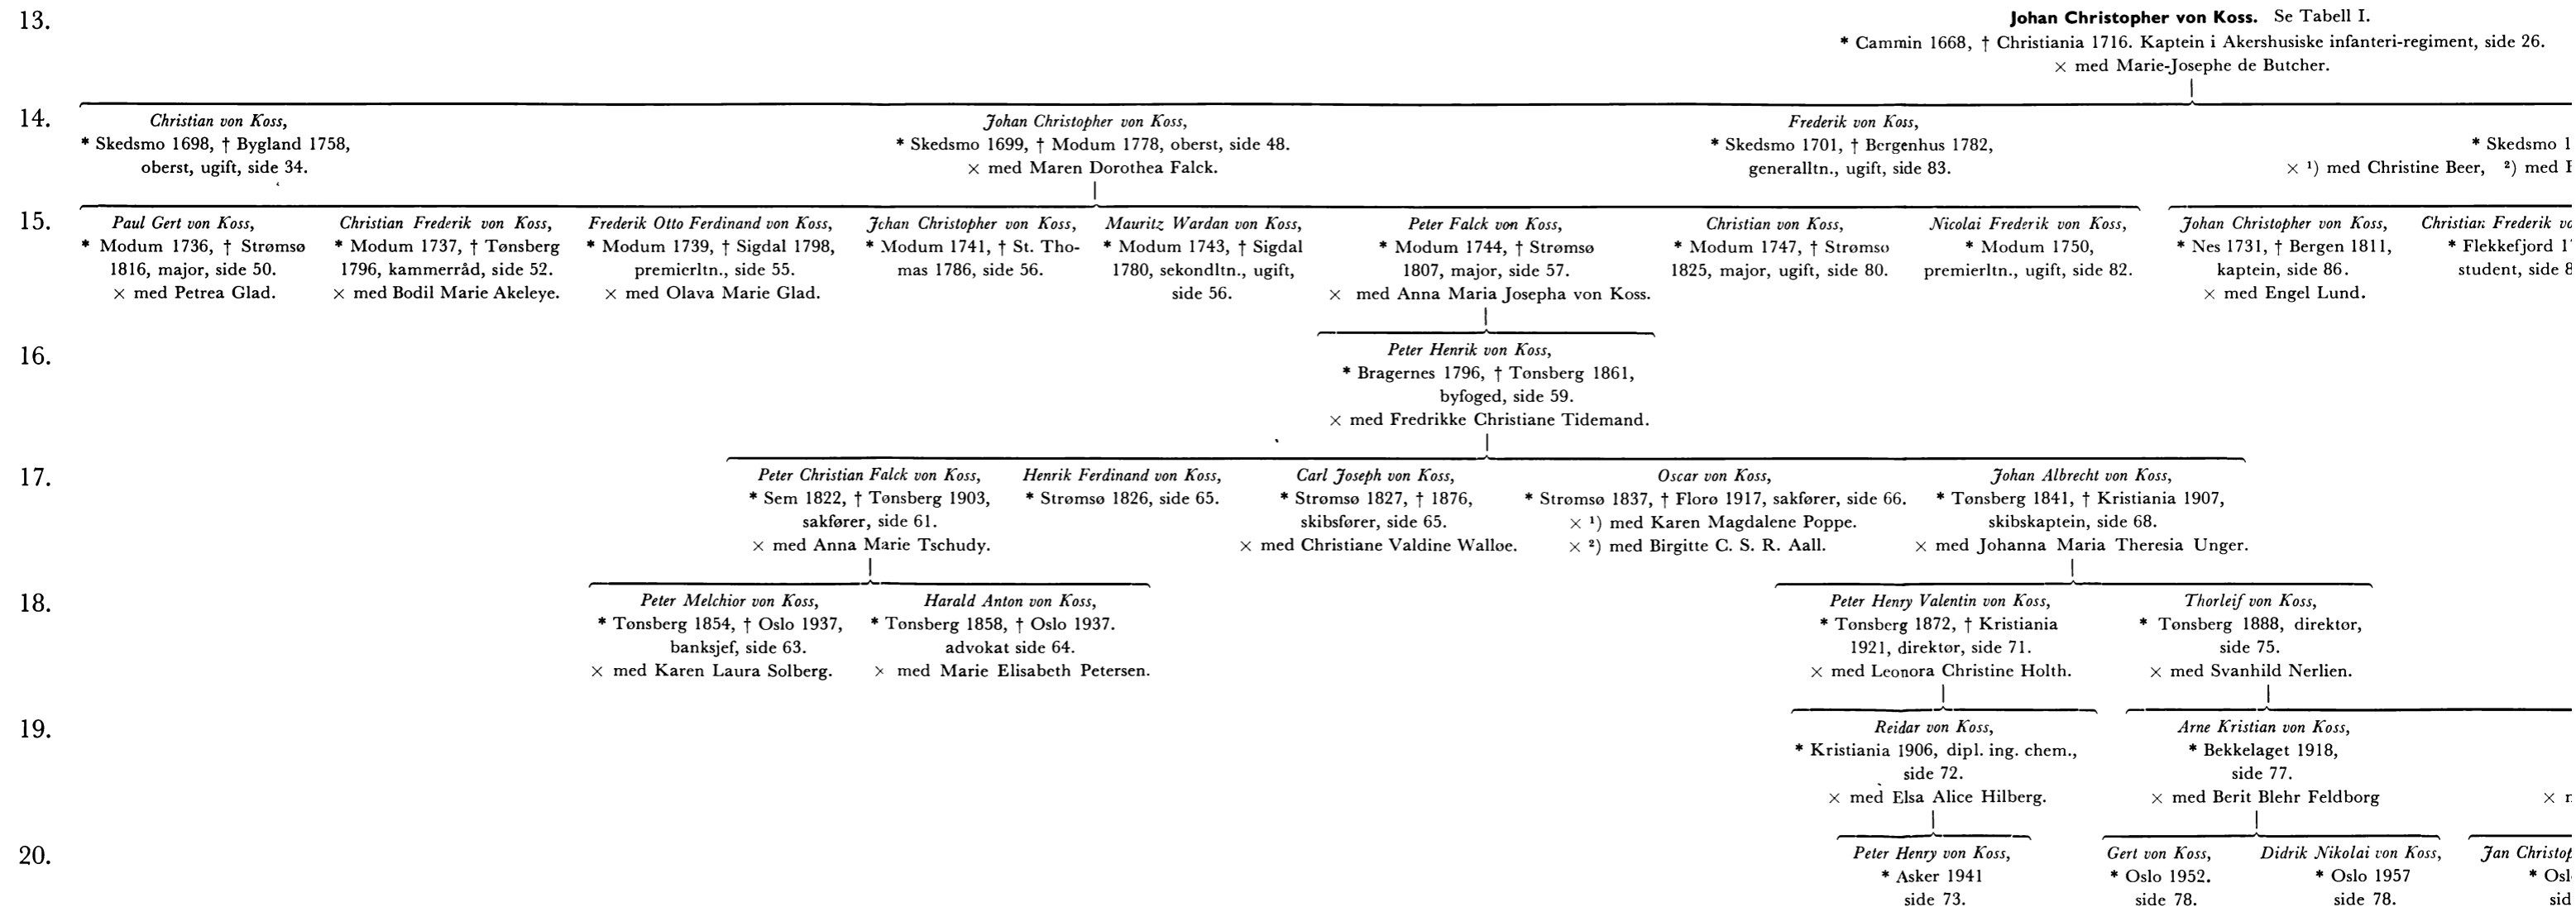 13.
Johan Christopher von Koss. Se Tabell I.
* Cammin 1668, † Christiania 1716. Kaptein i Akershusiske infanteri-regiment, side 26.
× med Marie-Josephe de Butcher.
14.
Christian von Koss,
* Skedsmo 1698, † Bygland 1758,
oberst, ugift, side 34.
Johan Christopher von Koss,
* Skedsmo 1699, † Modum 1778, oberst, side 48.
× med Maren Dorothea Falck.
Frederik von Koss,
* Skedsmo 1701, † Bergenhus 1782,
generalltn., ugift, side 83.
* Skedsmo 1
× ¹) med Christine Beer, ²) med
15.
Paul Gert von Koss,
* Modum 1736, † Strømsø
1816, major, side 50.
× med Petrea Glad.
Christian Frederik von Koss,
* Modum 1737, † Tønsberg
1796, kammerråd, side 52.
× med Bodil Marie Akeleye.
Frederik Otto Ferdinand von Koss,
* Modum 1739, † Sigdal 1798,
premierltn., side 55.
× med Olava Marie Glad.
Johan Christopher von Koss,
* Modum 1741, † St. Tho-
mas 1786, side 56.
Mauritz Wardan von Koss,
* Modum 1743, † Sigdal
1780, sekondltn., ugift,
side 56.
Peter Falck von Koss,
* Modum 1744, † Strømsø
1807, major, side 57.
× med Anna Maria Josepha von Koss.
Christian von Koss,
* Modum 1747, † Strømso
1825, major, ugift, side 80.
Nicolai Frederik von Koss,
* Modum 1750,
premierltn., ugift, side 82.
Johan Christopher von Koss,
* Nes 1731, † Bergen 1811,
kaptein, side 86.
× med Engel Lund.
Christian Frederik vo
* Flekkefjord 17
student, side 8
16.
Peter Henrik von Koss,
* Bragernes 1796, † Tønsberg 1861,
byfoged, side 59.
× med Fredrikke Christiane Tidemand.
17.
Peter Christian Falck von Koss,
* Sem 1822, † Tønsberg 1903,
sakfører, side 61.
× med Anna Marie Tschudy.
Henrik Ferdinand von Koss,
* Strømsø 1826, side 65.
Carl Joseph von Koss,
* Strømsø 1827, † 1876,
skibsfører, side 65.
× med Christiane Valdine Walløe.
Oscar von Koss,
* Strømsø 1837, † Florø 1917, sakfører, side 66.
× ¹) med Karen Magdalene Poppe.
× ²) med Birgitte C. S. R. Aall.
Johan Albrecht von Koss,
* Tønsberg 1841, † Kristiania 1907,
skibskaptein, side 68.
× med Johanna Maria Theresia Unger.
18.
Peter Melchior von Koss,
* Tønsberg 1854, † Oslo 1937,
banksjef, side 63.
× med Karen Laura Solberg.
Harald Anton von Koss,
* Tønsberg 1858, † Oslo 1937.
advokat side 64.
× med Marie Elisabeth Petersen.
Peter Henry Valentin von Koss,
* Tønsberg 1872, † Kristiania
1921, direktør, side 71.
× med Leonora Christine Holth.
Thorleif von Koss,
* Tønsberg 1888, direktør,
side 75.
× med Svanhild Nerlien.
19.
Reidar von Koss,
* Kristiania 1906, dipl. ing. chem.,
side 72.
× med Elsa Alice Hilberg.
Arne Kristian von Koss,
* Bekkelaget 1918,
side 77.
× med Berit Blehr Feldborg
×
20.
Peter Henry von Koss,
* Asker 1941
side 73.
Gert von Koss,
* Oslo 1952.
side 78.
Didrik Nikolai von Koss,
* Oslo 1957
side 78.
Jan Christop
* Osl
sid